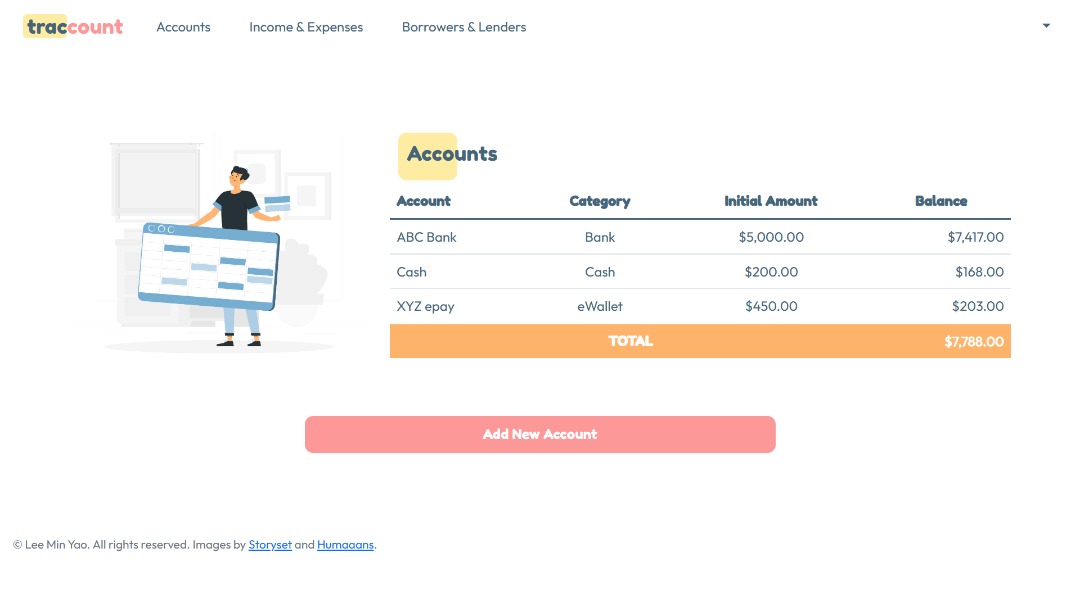 traccount Accounts Income & Expenses Borrowers & Lenders
Accounts
Account Category Initial Amount Balance
ABC Bank Bank $5,000.00 $7,417.00
Cash Cash $200.00 $168.00
XYZ epay eWallet $450.00 $203.00
TOTAL $7,788.00
Add New Account
© Lee Min Yao. All rights reserved. Images by Storyset and Humaaans.